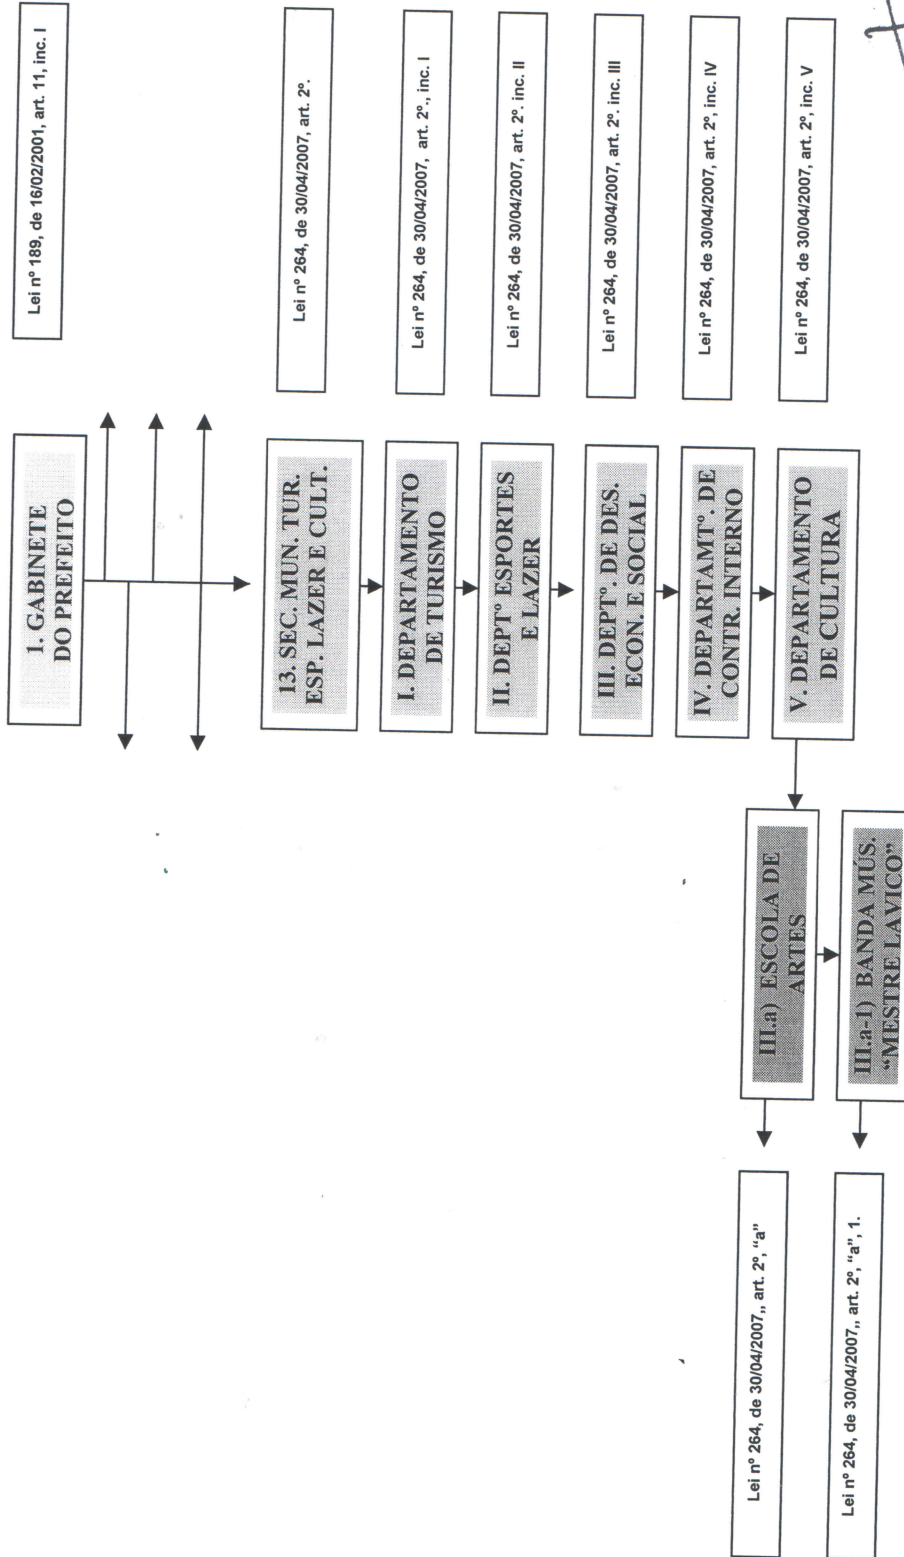 1. GABINETE
DO PREFEITO
Lei nº 189, de 16/02/2001, art. 11, inc. I
13. SEC. MUN. TUR.
ESP. LAZER E CULT.
Lei nº 264, de 30/04/2007, art. 2º.
I. DEPARTAMENTO
DE TURISMO
Lei nº 264, de 30/04/2007, art. 2º., inc. I
II. DEPTº ESPORTES
E LAZER
Lei nº 264, de 30/04/2007, art. 2º. inc. II
III. DEPTº. DE DES.
ECON. E SOCIAL
Lei nº 264, de 30/04/2007, art. 2º. inc. III
IV. DEPARTAMTº. DE
CONTR. INTERNO
Lei nº 264, de 30/04/2007, art. 2º, inc. IV
V. DEPARTAMENTO
DE CULTURA
Lei nº 264, de 30/04/2007, art. 2º, inc. V
Lei nº 264, de 30/04/2007,, art. 2º, “a”
III.a) ESCOLA DE
ARTES
Lei nº 264, de 30/04/2007,, art. 2º, “a”, 1.
III.a-1) BANDA MÚS.
“MESTRE LAVICO”